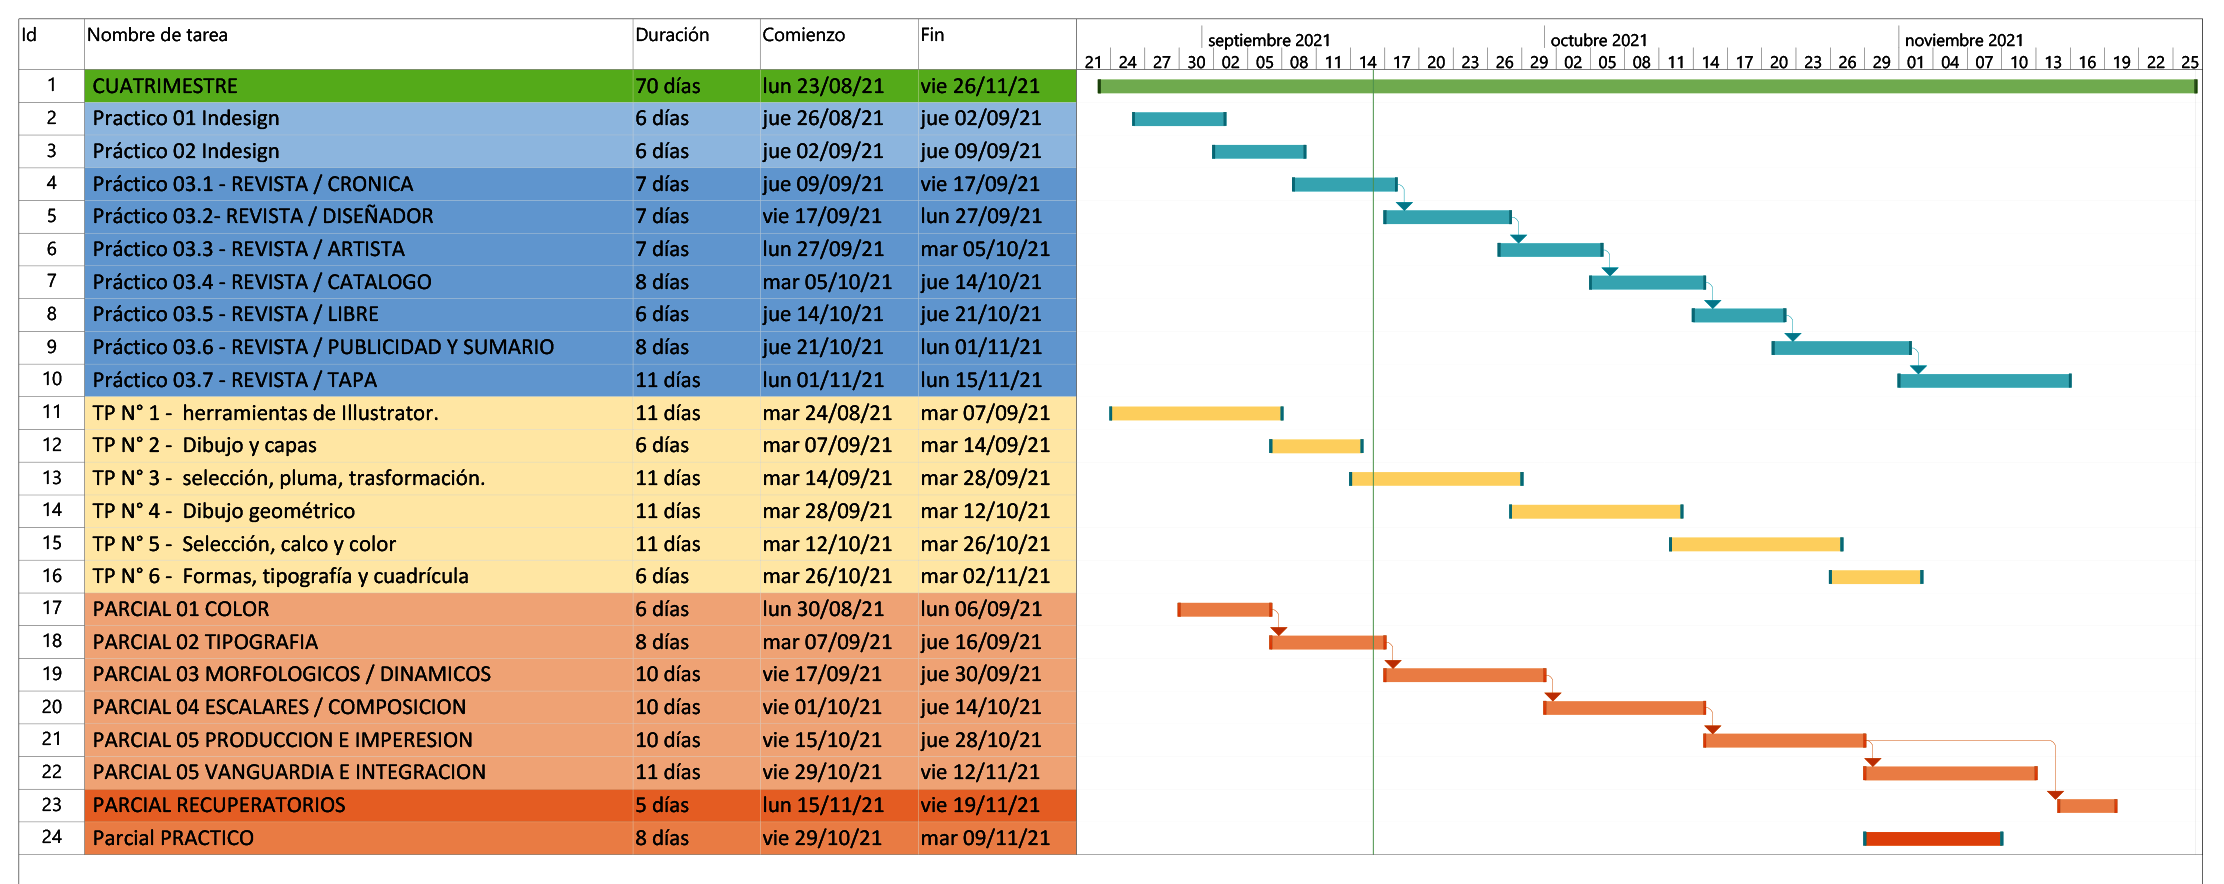 Id Nombre de tarea Duración Comienzo Fin
septiembre 2021 octubre 2021 noviembre 2021
21 24 27 30 02 05 08 11 14 17 20 23 26 29 02 05 08 11 14 17 20 23 26 29 01 04 07 10 13 16 19 22 25
1 CUATRIMESTRE 70 días lun 23/08/21 vie 26/11/21
2 Practico 01 Indesign 6 días jue 26/08/21 jue 02/09/21
3 Práctico 02 Indesign 6 días jue 02/09/21 jue 09/09/21
4 Práctico 03.1 - REVISTA / CRONICA 7 días jue 09/09/21 vie 17/09/21
5 Práctico 03.2- REVISTA / DISEÑADOR 7 días vie 17/09/21 lun 27/09/21
6 Práctico 03.3 - REVISTA / ARTISTA 7 días lun 27/09/21 mar 05/10/21
7 Práctico 03.4 - REVISTA / CATALOGO 8 días mar 05/10/21 jue 14/10/21
8 Práctico 03.5 - REVISTA / LIBRE 6 días jue 14/10/21 jue 21/10/21
9 Práctico 03.6 - REVISTA / PUBLICIDAD Y SUMARIO 8 días jue 21/10/21 lun 01/11/21
10 Práctico 03.7 - REVISTA / TAPA 11 días lun 01/11/21 lun 15/11/21
11 TP N° 1 - herramientas de Illustrator. 11 días mar 24/08/21 mar 07/09/21
12 TP N° 2 - Dibujo y capas 6 días mar 07/09/21 mar 14/09/21
13 TP N° 3 - selección, pluma, trasformación. 11 días mar 14/09/21 mar 28/09/21
14 TP N° 4 - Dibujo geométrico 11 días mar 28/09/21 mar 12/10/21
15 TP N° 5 - Selección, calco y color 11 días mar 12/10/21 mar 26/10/21
16 TP N° 6 - Formas, tipografía y cuadrícula 6 días mar 26/10/21 mar 02/11/21
17 PARCIAL 01 COLOR 6 días lun 30/08/21 lun 06/09/21
18 PARCIAL 02 TIPOGRAFIA 8 días mar 07/09/21 jue 16/09/21
19 PARCIAL 03 MORFOLOGICOS / DINAMICOS 10 días vie 17/09/21 jue 30/09/21
20 PARCIAL 04 ESCALARES / COMPOSICION 10 días vie 01/10/21 jue 14/10/21
21 PARCIAL 05 PRODUCCION E IMPERESION 10 días vie 15/10/21 jue 28/10/21
22 PARCIAL 05 VANGUARDIA E INTEGRACION 11 días vie 29/10/21 vie 12/11/21
23 PARCIAL RECUPERATORIOS 5 días lun 15/11/21 vie 19/11/21
24 Parcial PRACTICO 8 días vie 29/10/21 mar 09/11/21